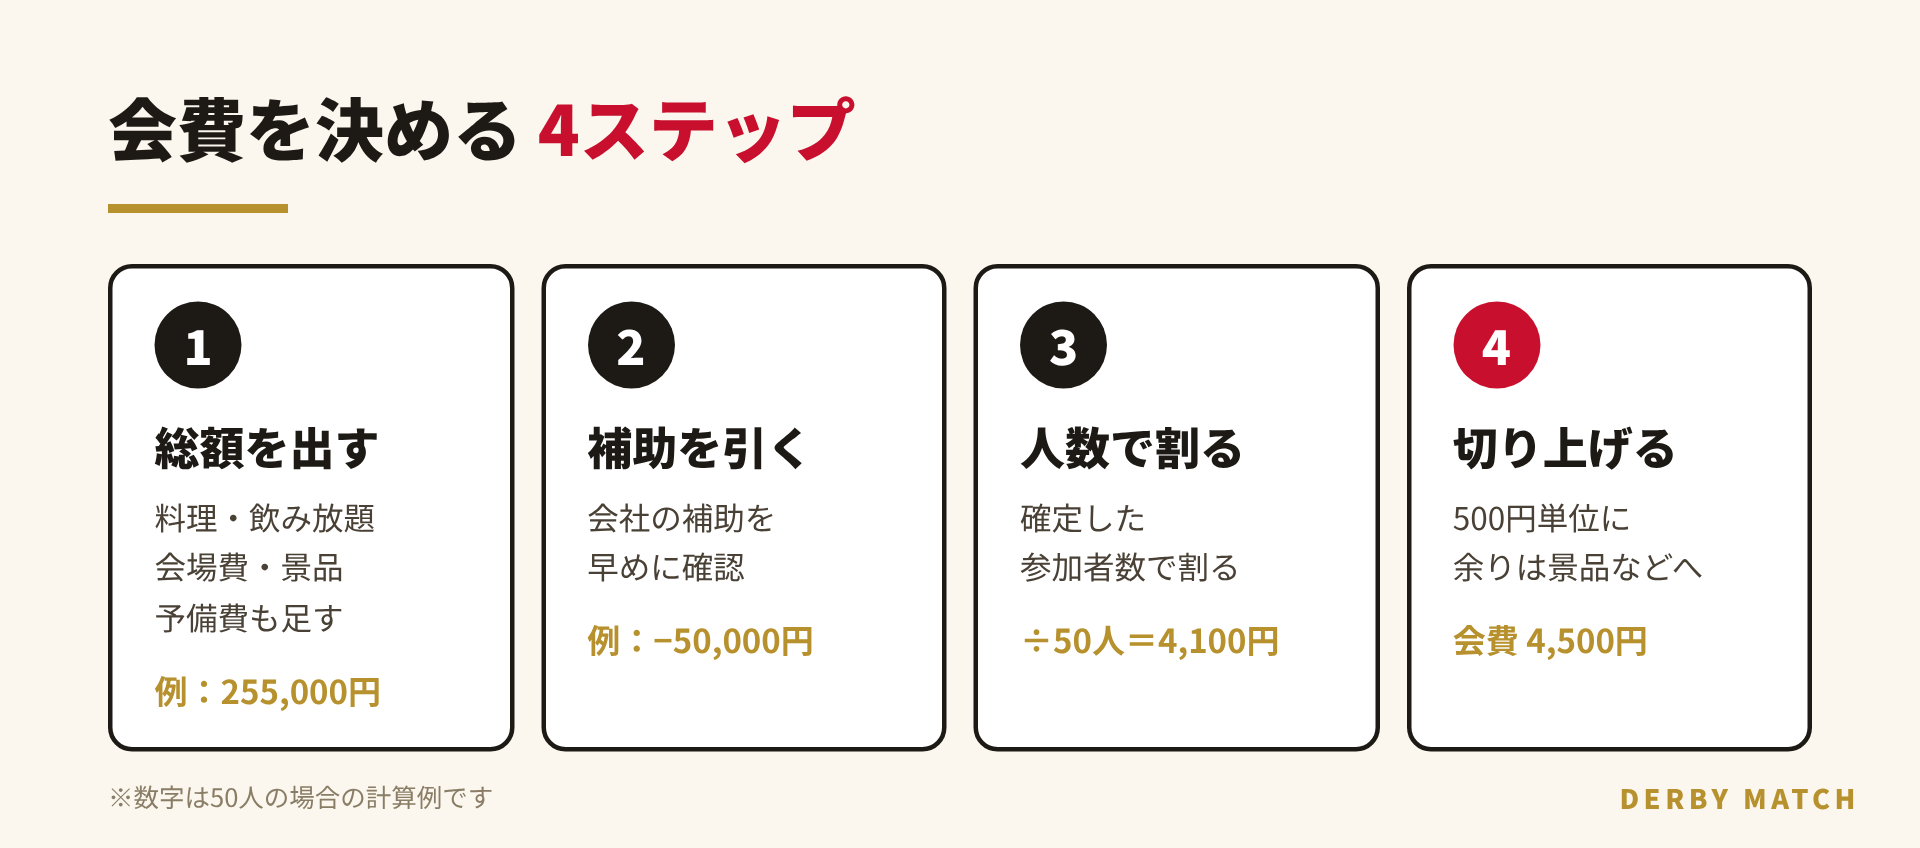 会費を決める 4ステップ
1
総額を出す
料理・飲み放題
会場費・景品
予備費も足す
例：255,000円
2
補助を引く
会社の補助を
早めに確認
例：−50,000円
3
人数で割る
確定した
参加者数で割る
÷50人＝4,100円
4
切り上げる
500円単位に
余りは景品などへ
会費 4,500円
※数字は50人の場合の計算例です
DERBY MATCH